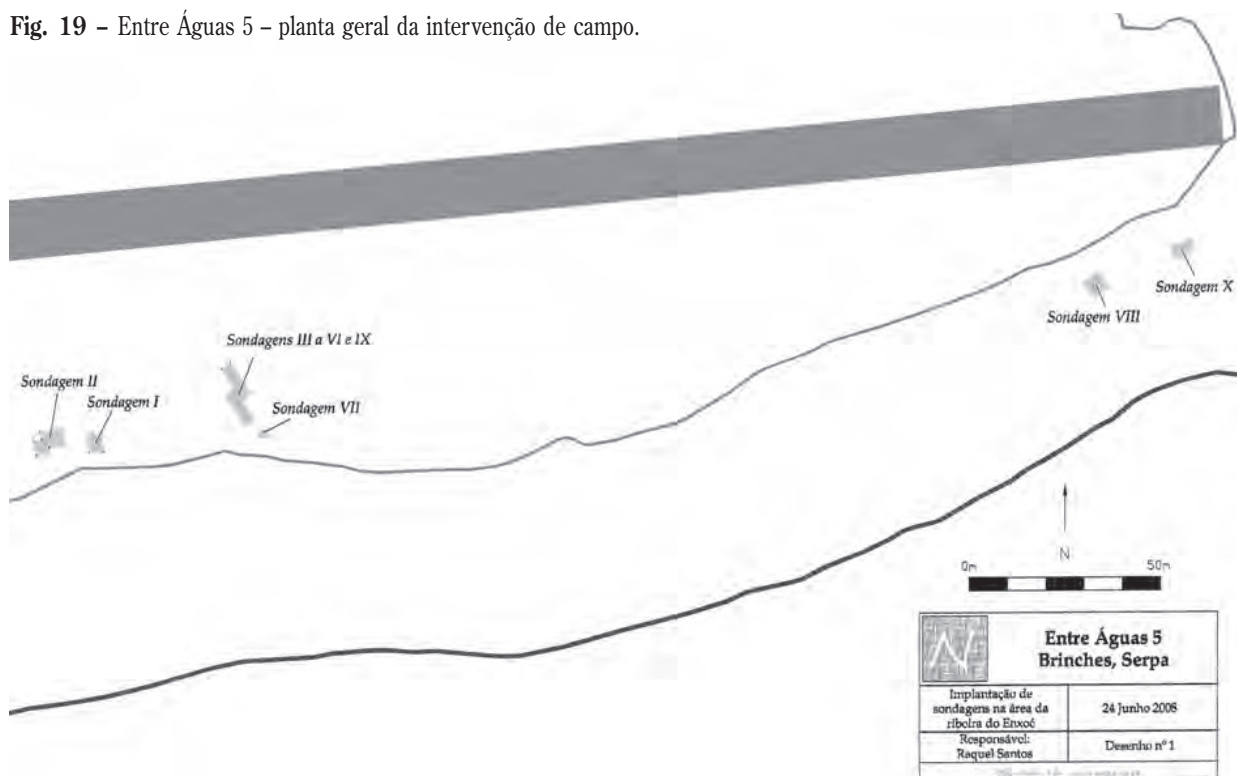 Fig. 19 – Entre Águas 5 – planta geral da intervenção de campo.
Sondagem X
Sondagem VIII
Sondagens III a VI e IX
Sondagem II
Sondagem I
Sondagem VII
N
0m 50m
Entre Águas 5
Brinches, Serpa
Implantação de
sondagens na área da
ribeira do Enxoé
24 Junho 2008
Responsável:
Raquel Santos
Desenho nº 1